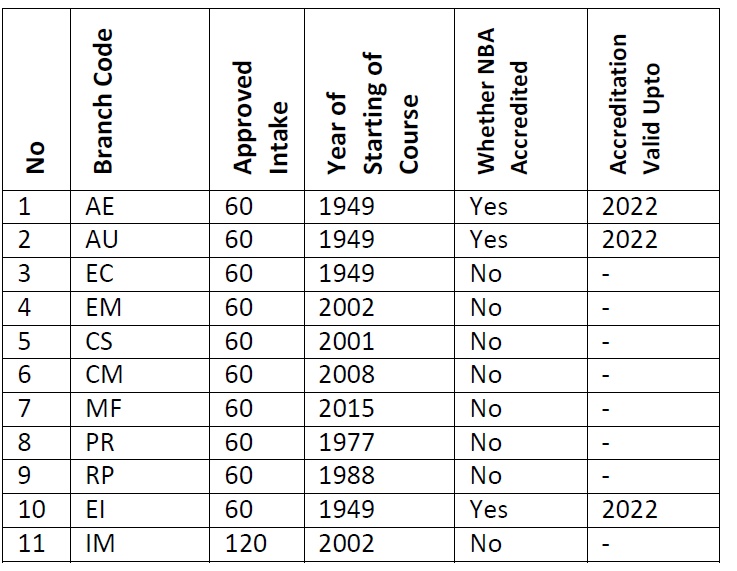 No Branch Code Approved Intake Year of Starting of Course Whether NBA Accredited Accreditation Valid Upto
1 AE 60 1949 Yes 2022
2 AU 60 1949 Yes 2022
3 EC 60 1949 No -
4 EM 60 2002 No -
5 CS 60 2001 No -
6 CM 60 2008 No -
7 MF 60 2015 No -
8 PR 60 1977 No -
9 RP 60 1988 No -
10 EI 60 1949 Yes 2022
11 IM 120 2002 No -